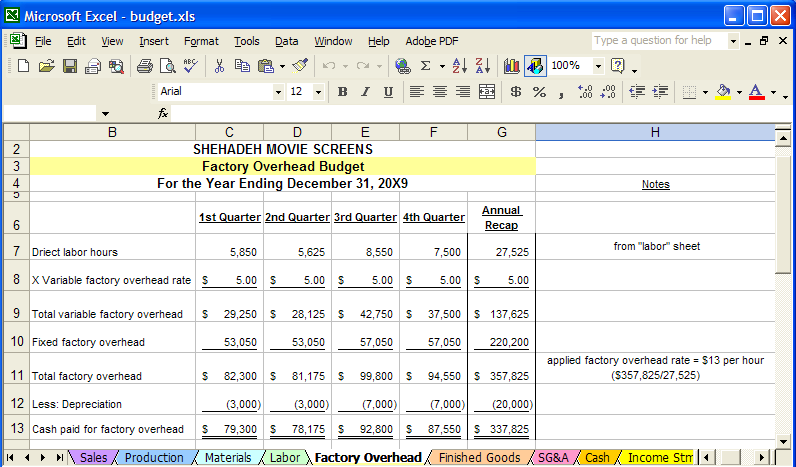 Microsoft Excel - budget.xls
File Edit View Insert Format Tools Data Window Help Adobe PDF Type a question for help
100%
Arial 12 B I U $ % ,
fx
B C D E F G H
2 SHEHADEH MOVIE SCREENS
3 Factory Overhead Budget
4 For the Year Ending December 31, 20X9 Notes
5
6 1st Quarter 2nd Quarter 3rd Quarter 4th Quarter Annual Recap
7 Driect labor hours 5,850 5,625 8,550 7,500 27,525 from "labor" sheet
8 X Variable factory overhead rate $ 5.00 $ 5.00 $ 5.00 $ 5.00 $ 5.00
9 Total variable factory overhead $ 29,250 $ 28,125 $ 42,750 $ 37,500 $ 137,625
10 Fixed factory overhead 53,050 53,050 57,050 57,050 220,200
11 Total factory overhead $ 82,300 $ 81,175 $ 99,800 $ 94,550 $ 357,825 applied factory overhead rate = $13 per hour
($357,825/27,525)
12 Less: Depreciation (3,000) (3,000) (7,000) (7,000) (20,000)
13 Cash paid for factory overhead $ 79,300 $ 78,175 $ 92,800 $ 87,550 $ 337,825
Sales Production Materials Labor Factory Overhead Finished Goods SG&A Cash Income Stm